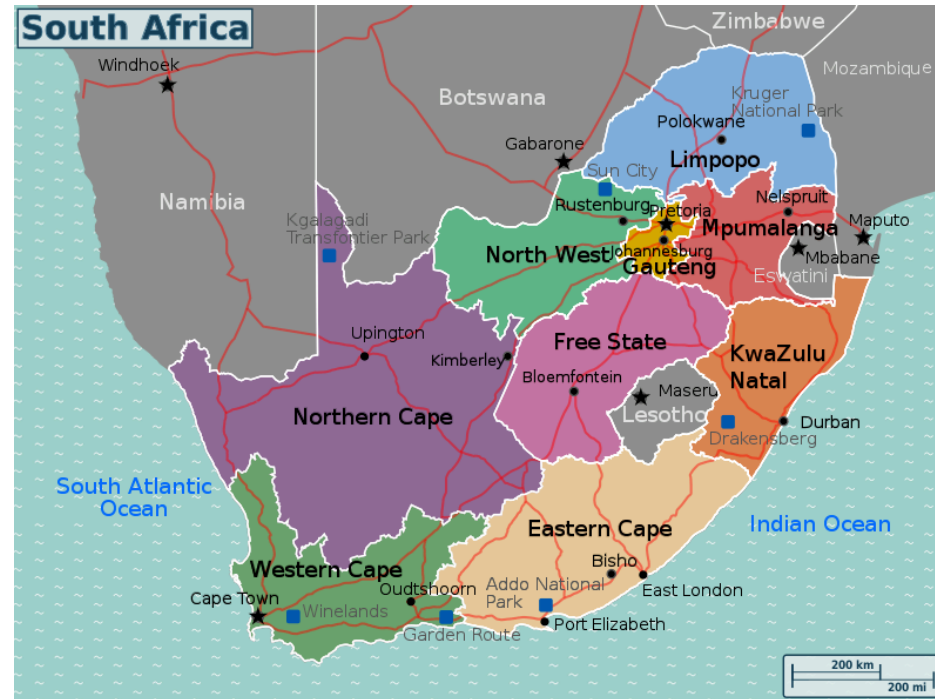 South Africa
Zimbabwe
Windhoek
Mozambique
Botswana
Kruger
National Park
Polokwane
Gabarone
Limpopo
Sun City
Namibia
Nelspruit
Rustenburg
Pretoria
Kgalagadi
Transfontier Park
Maputo
Mpumalanga
North West
Johannesburg
Mbabane
Gauteng
Eswatini
Upington
Free State
Kimberley
KwaZulu
Natal
Bloemfontein
Maseru
Northern Cape
Lesotho
Durban
Drakensberg
South Atlantic
Ocean
Indian Ocean
Eastern Cape
Western Cape
Bisho
Addo National
Park
Oudtshoorn
East London
Cape Town
Winelands
Garden Route
Port Elizabeth
200 km
200 mi